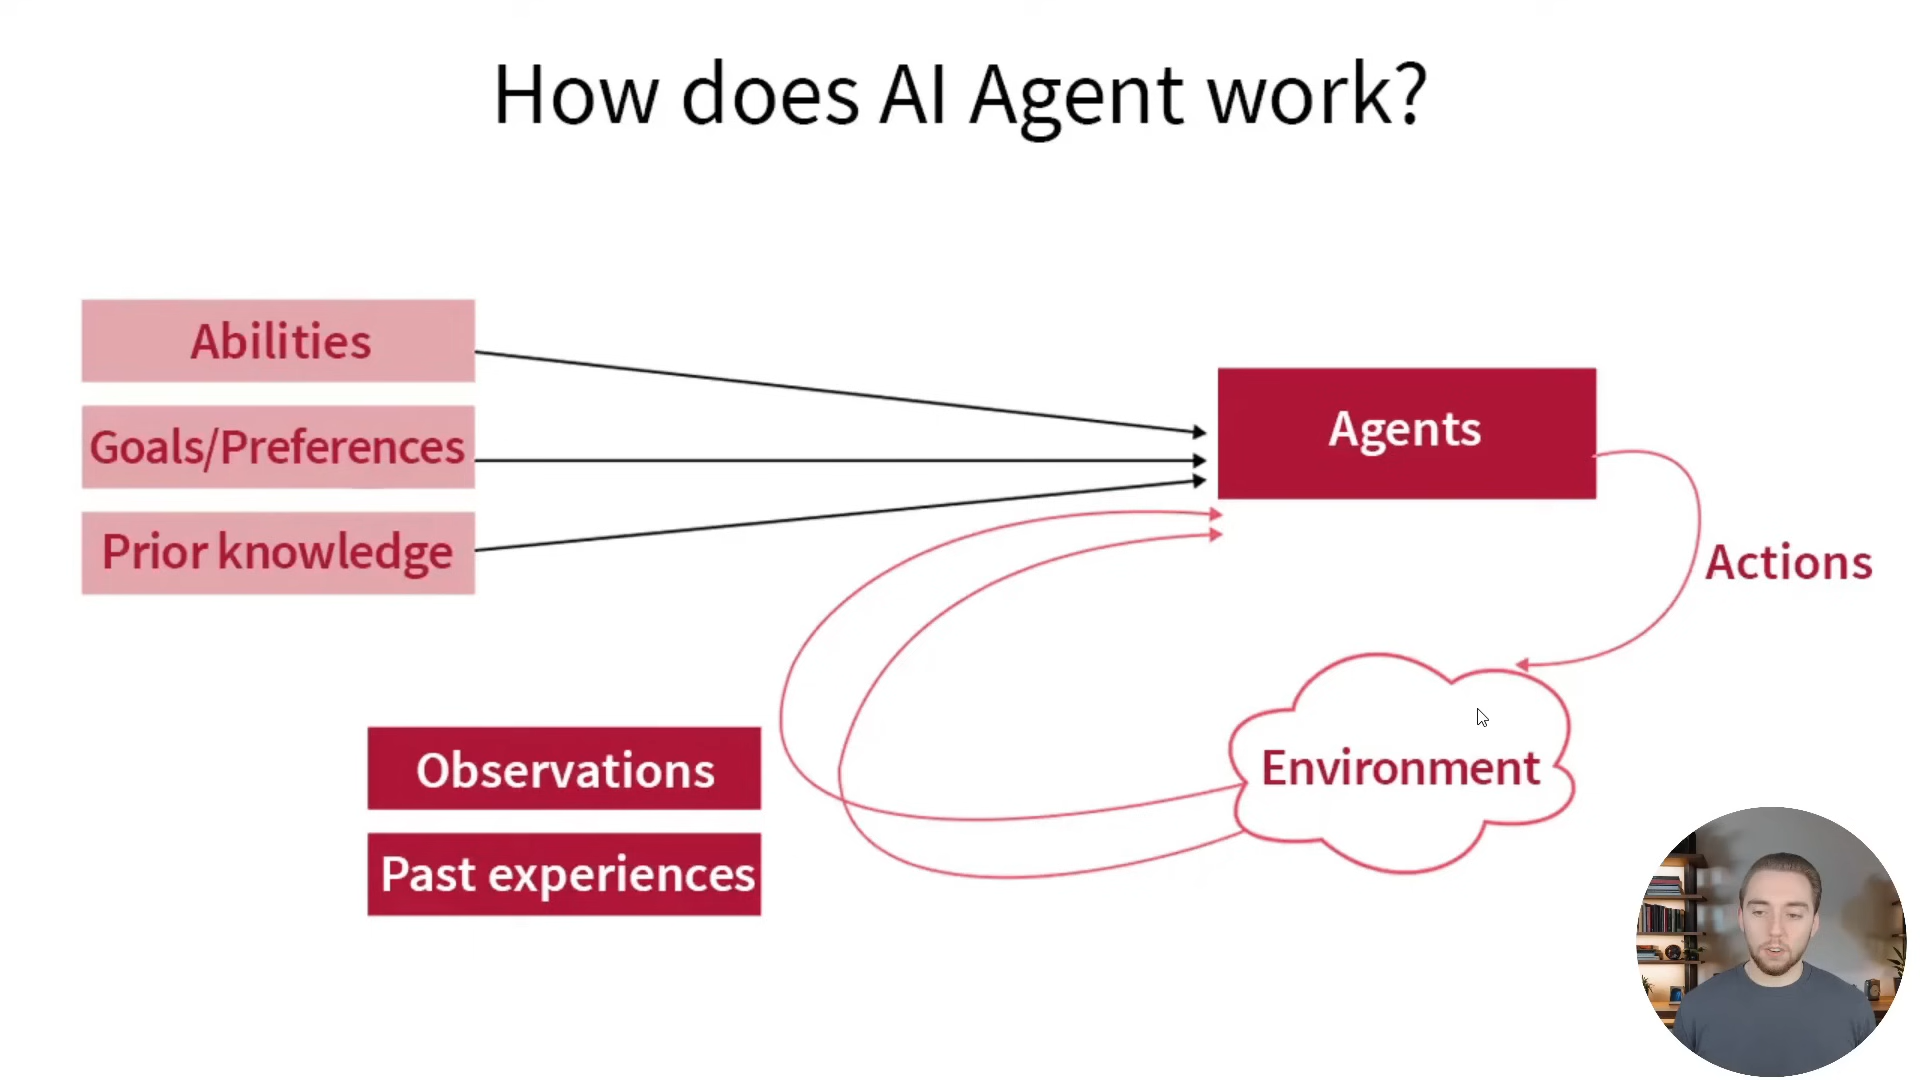 How does AI Agent work?
Abilities
Goals/Preferences
Prior knowledge
Agents
Actions
Environment
Observations
Past experiences